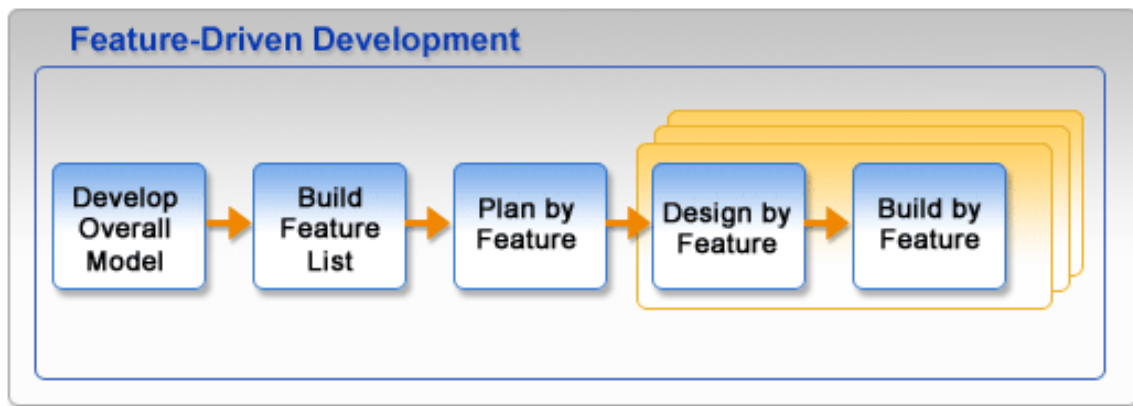 Feature-Driven Development
Develop
Overall
Model
Build
Feature
List
Plan by
Feature
Design by
Feature
Build by
Feature